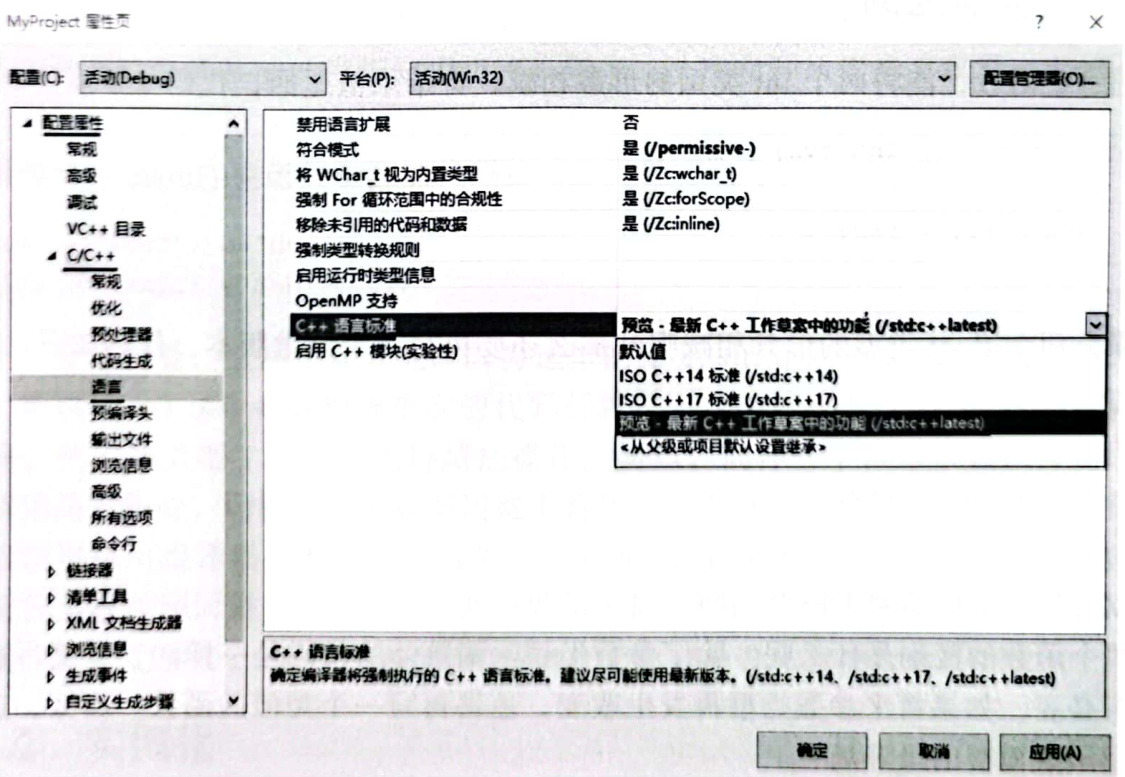 MyProject 属性页
? ×
配置(C): 活动(Debug) 平台(P): 活动(Win32) 配置管理器(O)...
配置属性
常规
高级
调试
VC++ 目录
C/C++
常规
优化
预处理器
代码生成
语言
预编译头
输出文件
浏览信息
高级
所有选项
命令行
链接器
清单工具
XML 文档生成器
浏览信息
生成事件
自定义生成步骤
禁用语言扩展 否
符合模式 是 (/permissive-)
将 WChar_t 视为内置类型 是 (/Zc:wchar_t)
强制 For 循环范围中的合规性 是 (/Zc:forScope)
移除未引用的代码和数据 是 (/Zc:inline)
强制类型转换规则
启用运行时类型信息
OpenMP 支持
C++ 语言标准 预览 - 最新 C++ 工作草案中的功能 (/std:c++latest)
启用 C++ 模块(实验性)
默认值
ISO C++14 标准 (/std:c++14)
ISO C++17 标准 (/std:c++17)
预览 - 最新 C++ 工作草案中的功能 (/std:c++latest)
<从父级或项目默认设置继承>
C++ 语言标准
确定编译器将强制执行的 C++ 语言标准。建议尽可能使用最新版本。(/std:c++14、/std:c++17、/std:c++latest)
确定 取消 应用(A)